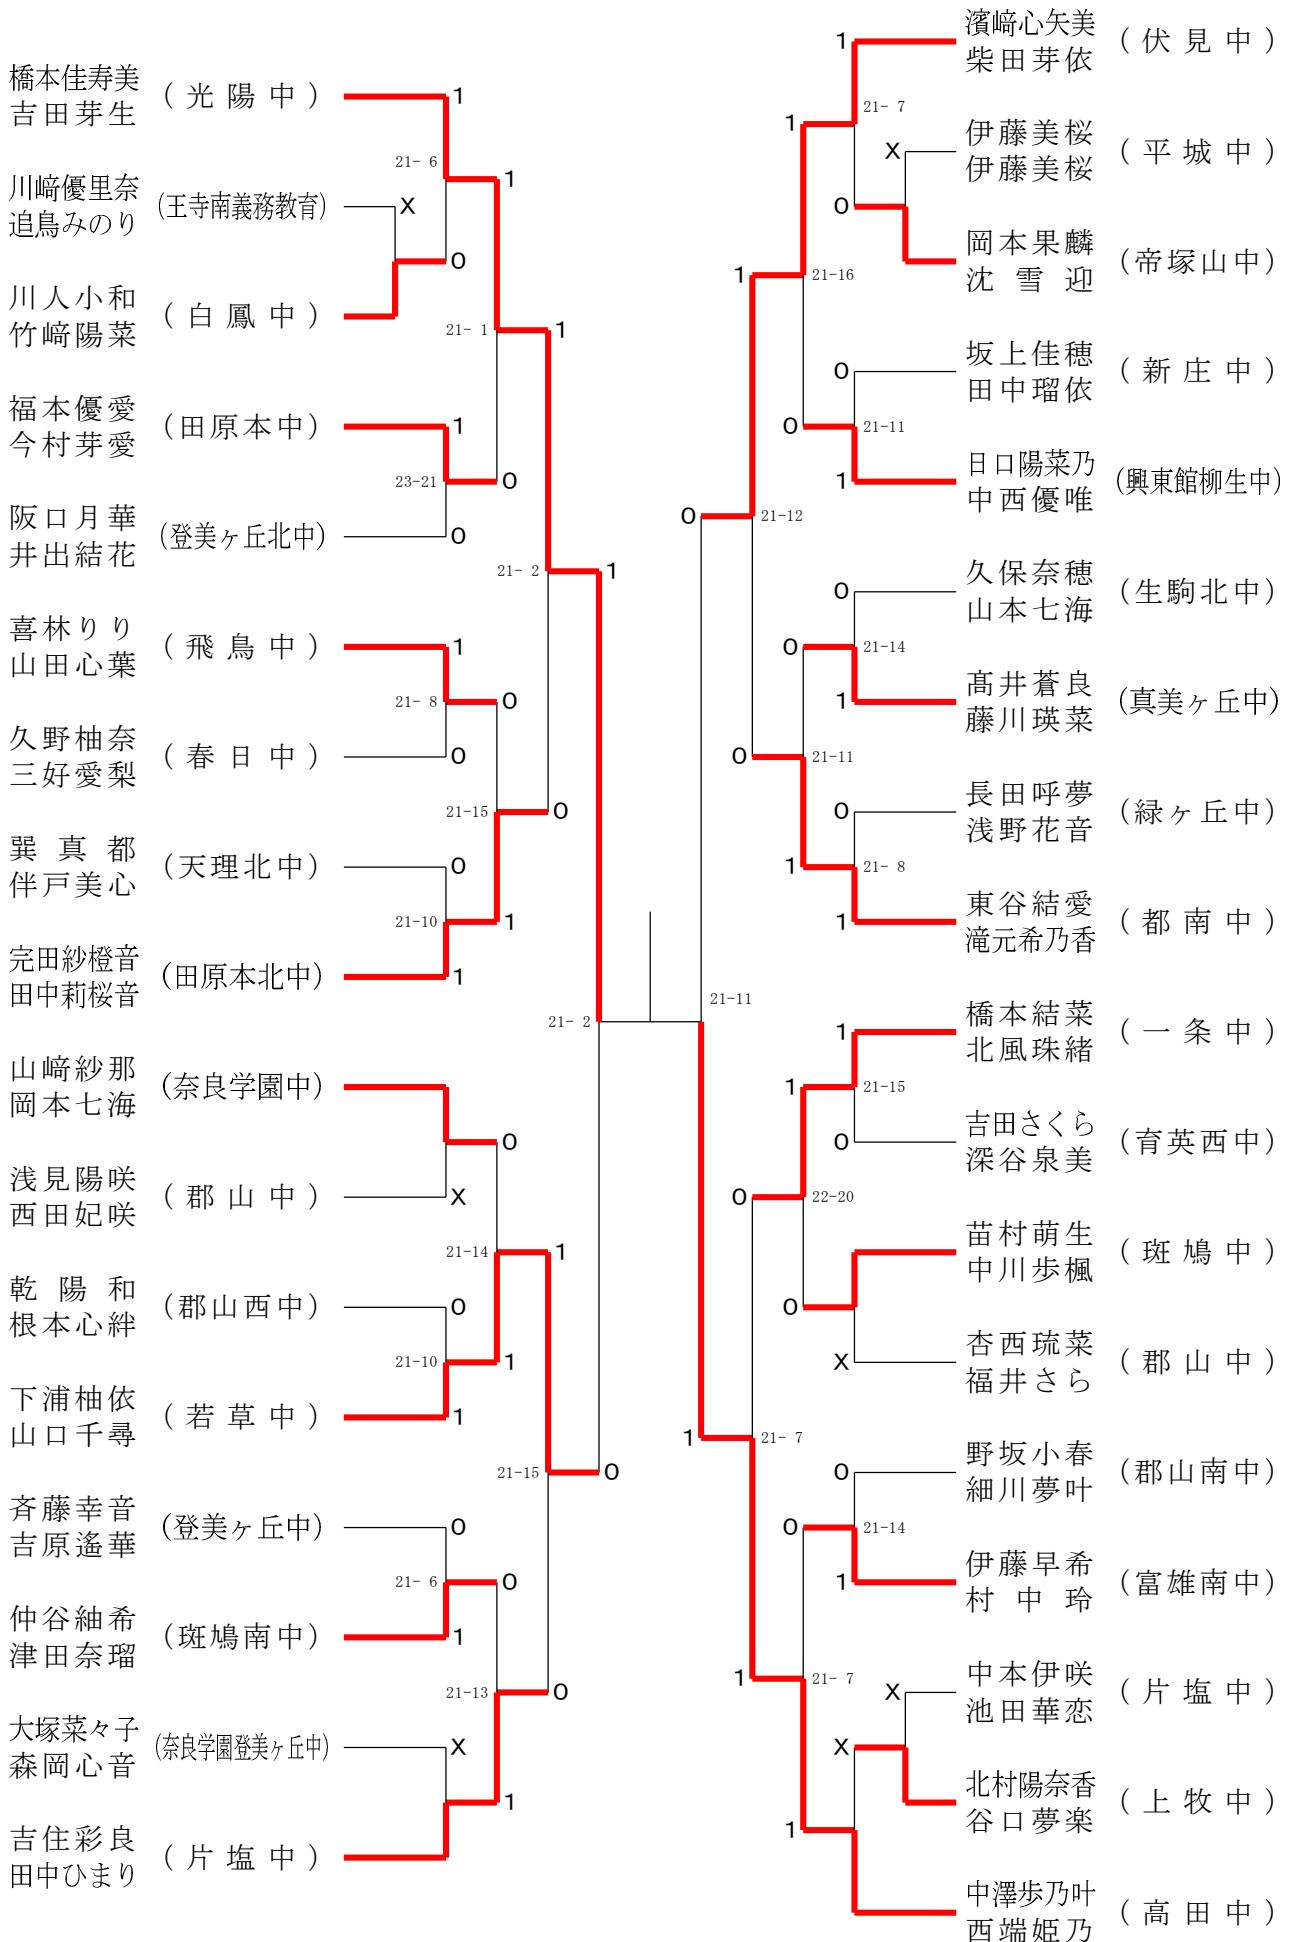 橋本佳寿美
吉田芽生
(光陽中)
1
21- 6
1
川﨑優里奈
追鳥みのり
(王寺南義務教育)
X
0
川人小和
竹﨑陽菜
(白鳳中)
21- 1
1
福本優愛
今村芽愛
(田原本中)
1
23-21
0
阪口月華
井出結花
(登美ヶ丘北中)
0
21- 2
1
喜林りり
山田心葉
(飛鳥中)
1
21- 8
0
久野柚奈
三好愛梨
(春日中)
0
21-15
0
巽真都
伴戸美心
(天理北中)
0
21-10
1
完田紗橙音
田中莉桜音
(田原本北中)
1
21- 2
山﨑紗那
岡本七海
(奈良学園中)
0
浅見陽咲
西田妃咲
(郡山中)
X
21-14
1
乾陽和
根本心絆
(郡山西中)
0
21-10
1
下浦柚依
山口千尋
(若草中)
1
21-15
0
斉藤幸音
吉原遙華
(登美ヶ丘中)
0
21- 6
0
仲谷紬希
津田奈瑠
(斑鳩南中)
1
21-13
0
大塚菜々子
森岡心音
(奈良学園登美ヶ丘中)
X
1
吉住彩良
田中ひまり
(片塩中)
1
濱﨑心矢美
柴田芽依
(伏見中)
21- 7
1
X
伊藤美桜
伊藤美桜
(平城中)
0
岡本果麟
沈雪迎
(帝塚山中)
1
21-16
0
坂上佳穂
田中瑠依
(新庄中)
0
21-11
1
日口陽菜乃
中西優唯
(興東館柳生中)
0
21-12
0
久保奈穂
山本七海
(生駒北中)
0
21-14
1
髙井蒼良
藤川瑛菜
(真美ヶ丘中)
0
21-11
0
長田呼夢
浅野花音
(緑ヶ丘中)
1
21- 8
1
東谷結愛
滝元希乃香
(都南中)
21-11
1
橋本結菜
北風珠緒
(一条中)
1
21-15
0
吉田さくら
深谷泉美
(育英西中)
0
22-20
苗村萌生
中川歩楓
(斑鳩中)
0
X
杏西琉菜
福井さら
(郡山中)
1
21- 7
0
野坂小春
細川夢叶
(郡山南中)
0
21-14
1
伊藤早希
村中玲
(富雄南中)
1
21- 7
X
中本伊咲
池田華恋
(片塩中)
X
北村陽奈香
谷口夢楽
(上牧中)
1
中澤歩乃叶
西端姫乃
(高田中)